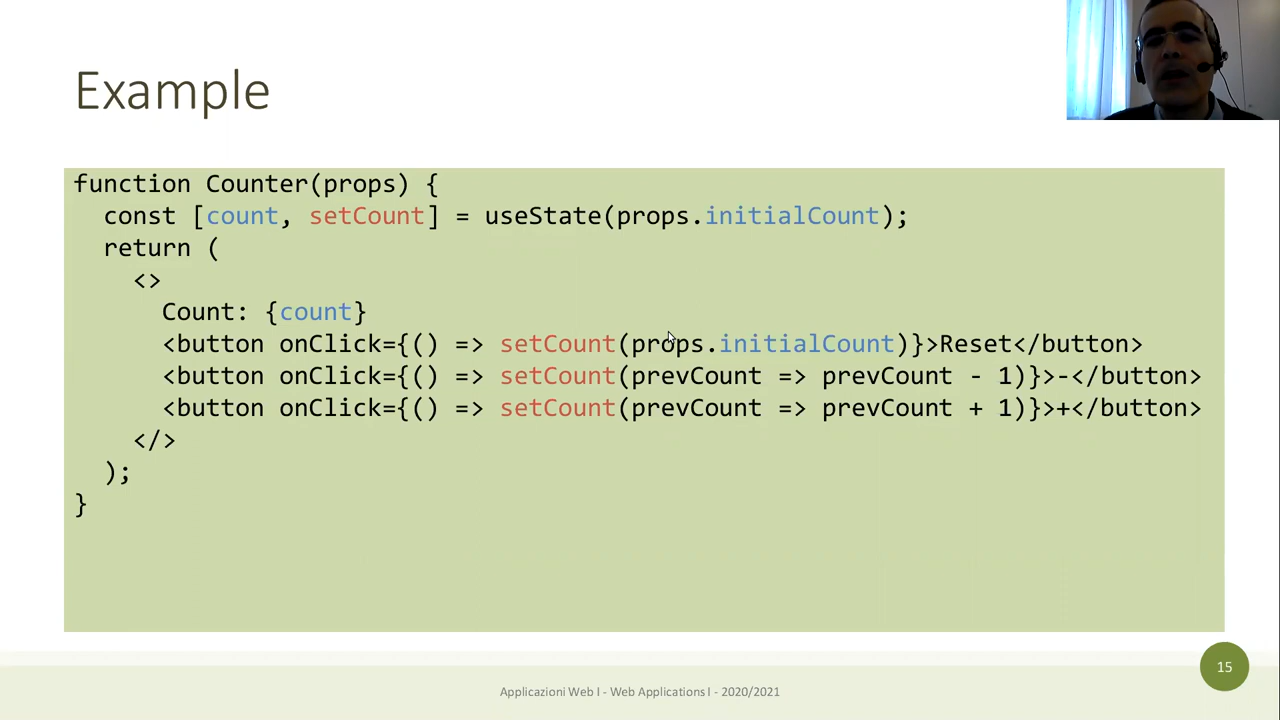 Example
function Counter(props) {
  const [count, setCount] = useState(props.initialCount);
  return (
    <>
      Count: {count}
      <button onClick={() => setCount(props.initialCount)}>Reset</button>
      <button onClick={() => setCount(prevCount => prevCount - 1)}>-</button>
      <button onClick={() => setCount(prevCount => prevCount + 1)}>+</button>
    </>
  );
}
15
Applicazioni Web I - Web Applications I - 2020/2021